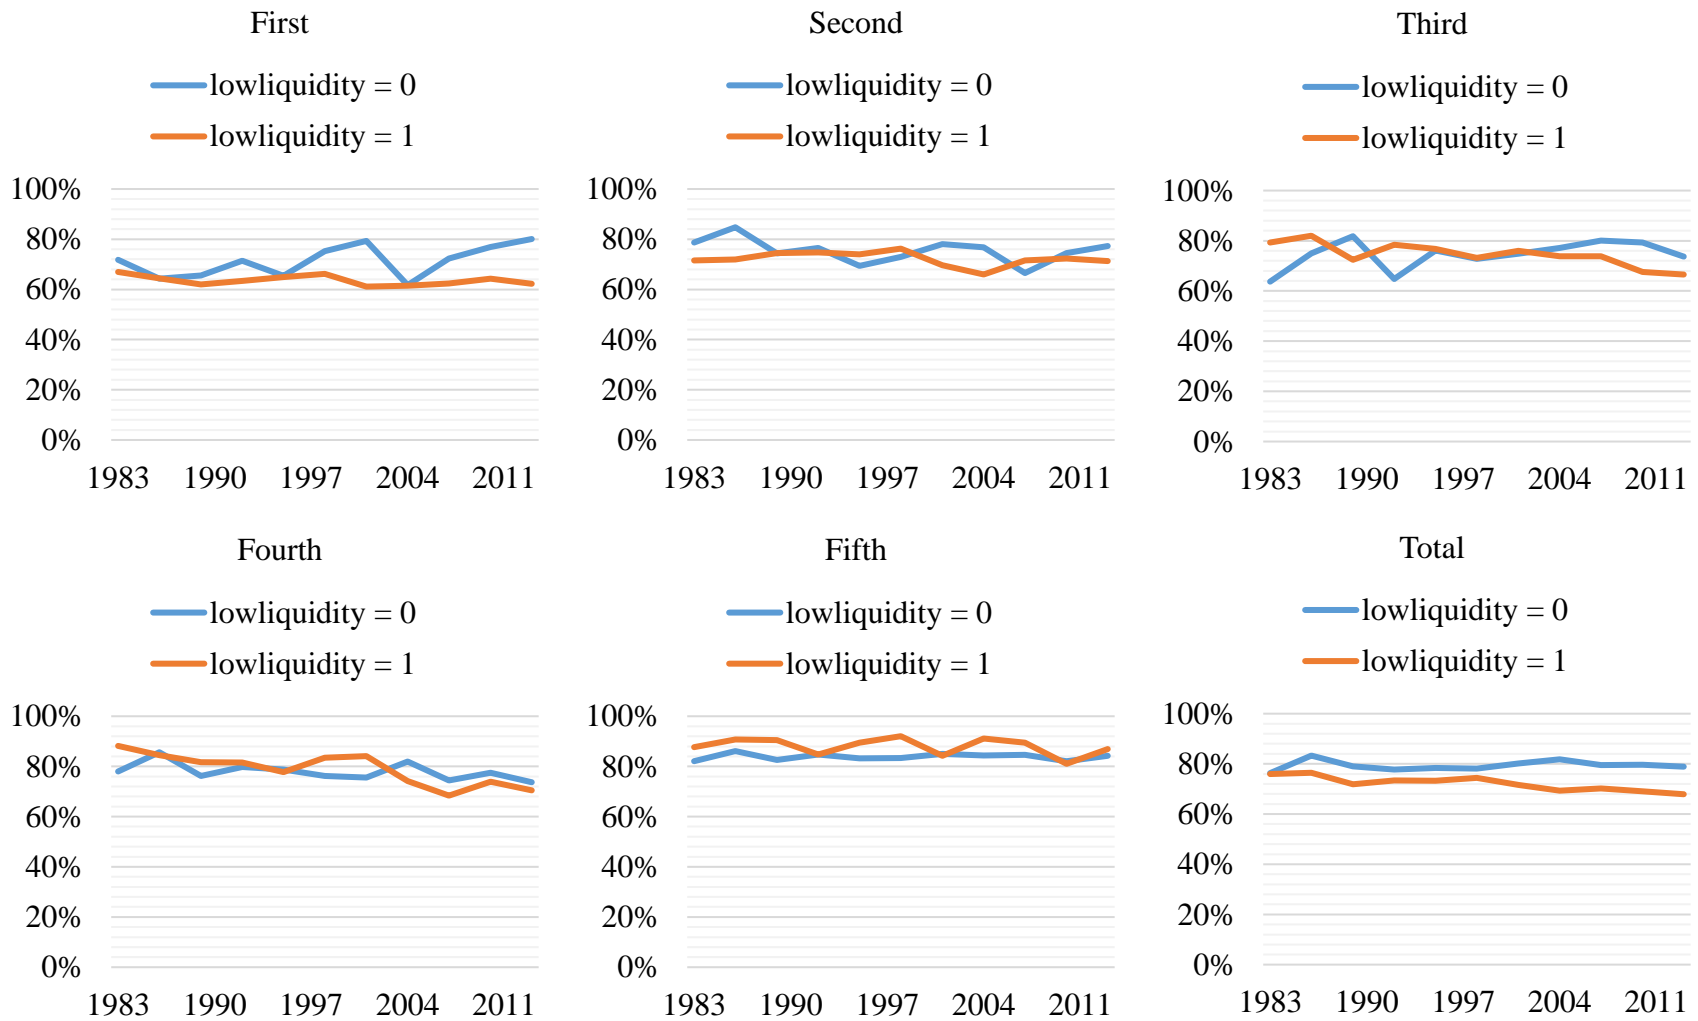 First
lowliquidity = 0
lowliquidity = 1
100%
80%
60%
40%
20%
0%
1983 1990 1997 2004 2011
Second
lowliquidity = 0
lowliquidity = 1
100%
80%
60%
40%
20%
0%
1983 1990 1997 2004 2011
Third
lowliquidity = 0
lowliquidity = 1
100%
80%
60%
40%
20%
0%
1983 1990 1997 2004 2011
Fourth
lowliquidity = 0
lowliquidity = 1
100%
80%
60%
40%
20%
0%
1983 1990 1997 2004 2011
Fifth
lowliquidity = 0
lowliquidity = 1
100%
80%
60%
40%
20%
0%
1983 1990 1997 2004 2011
Total
lowliquidity = 0
lowliquidity = 1
100%
80%
60%
40%
20%
0%
1983 1990 1997 2004 2011